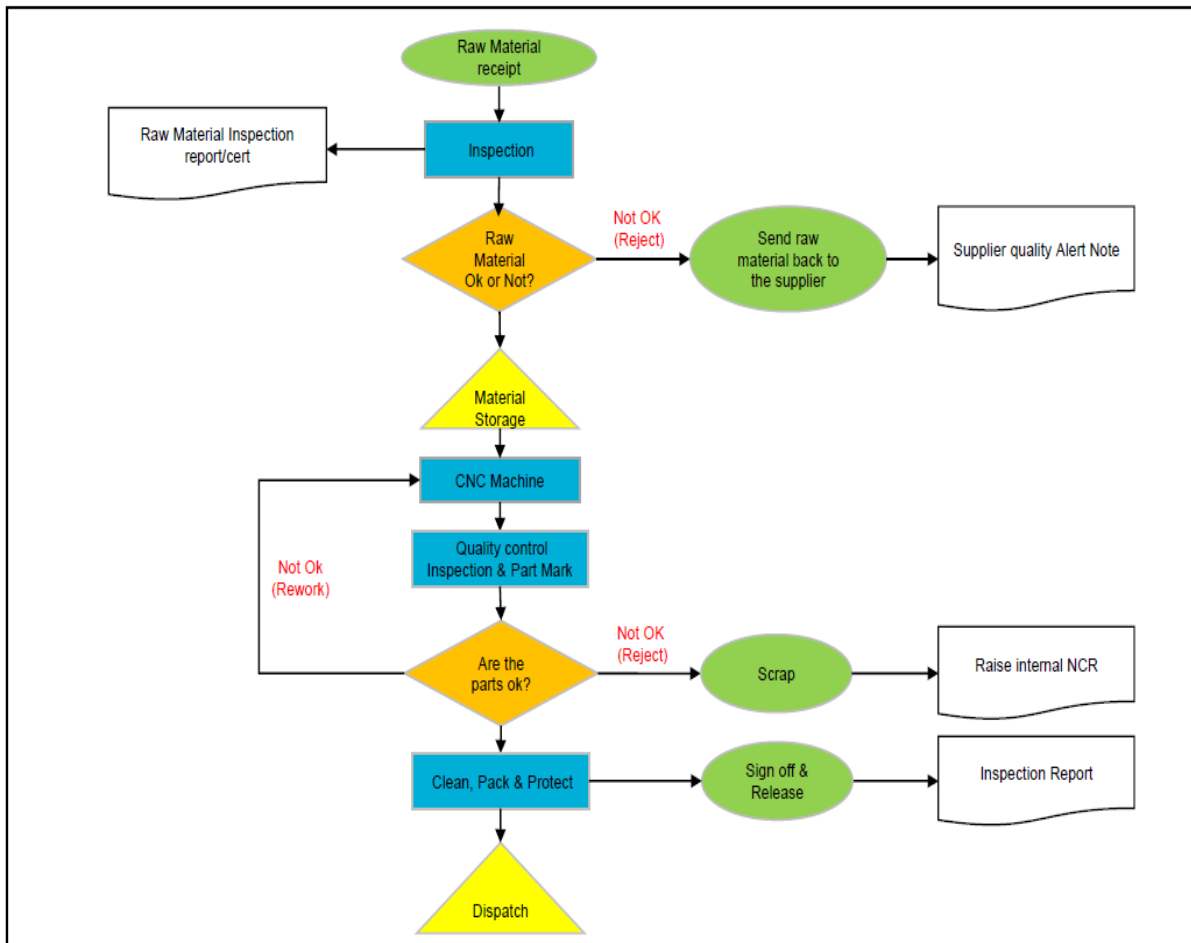 Raw Material
receipt
Raw Material Inspection
report/cert
Inspection
Raw
Material
Ok or Not?
Not OK
(Reject)
Send raw
material back to
the supplier
Supplier quality Alert Note
Material
Storage
CNC Machine
Quality control
Inspection & Part Mark
Not Ok
(Rework)
Are the
parts ok?
Not OK
(Reject)
Scrap
Raise internal NCR
Clean, Pack & Protect
Sign off &
Release
Inspection Report
Dispatch